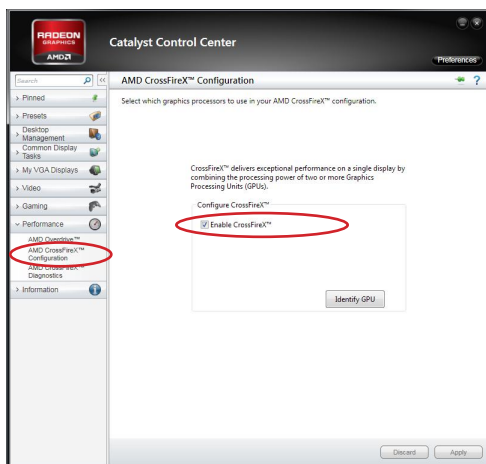 RADEON
GRAPHICS
AMD
Catalyst Control Center
Preferences
Search
AMD CrossFireX™ Configuration
?
Select which graphics processors to use in your AMD CrossFireX™ configuration.
> Pinned
> Presets
> Desktop
Management
> Common Display
Tasks
> My VGA Displays
> Video
> Gaming
Performance
AMD Overdrive™
AMD CrossFireX™
Configuration
AMD CrossFireX™
Diagnostics
> Information
CrossFireX™ delivers exceptional performance on a single display by
combining the processing power of two or more Graphics
Processing Units (GPUs).
Configure CrossFireX™
Enable CrossFireX™
Identify GPU
Discard
Apply